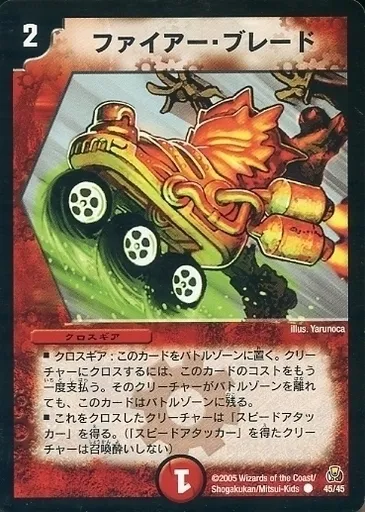 2
ファイアー・ブレード
illus. Yarunoca
クロスギア
■ クロスギア：このカードをバトルゾーンに置く。クリー
チャーにクロスするには、このカードのコストをもう
一度支払う。そのクリーチャーがバトルゾーンを離れ
ても、このカードはバトルゾーンに残る。
■ これをクロスしたクリーチャーは「スピードアタッ
カー」を得る。（「スピードアタッカー」を得たクリー
チャーは召喚酔いしない）
1
©2005 Wizards of the Coast/
Shogakukan/Mitsui-Kids
45/45